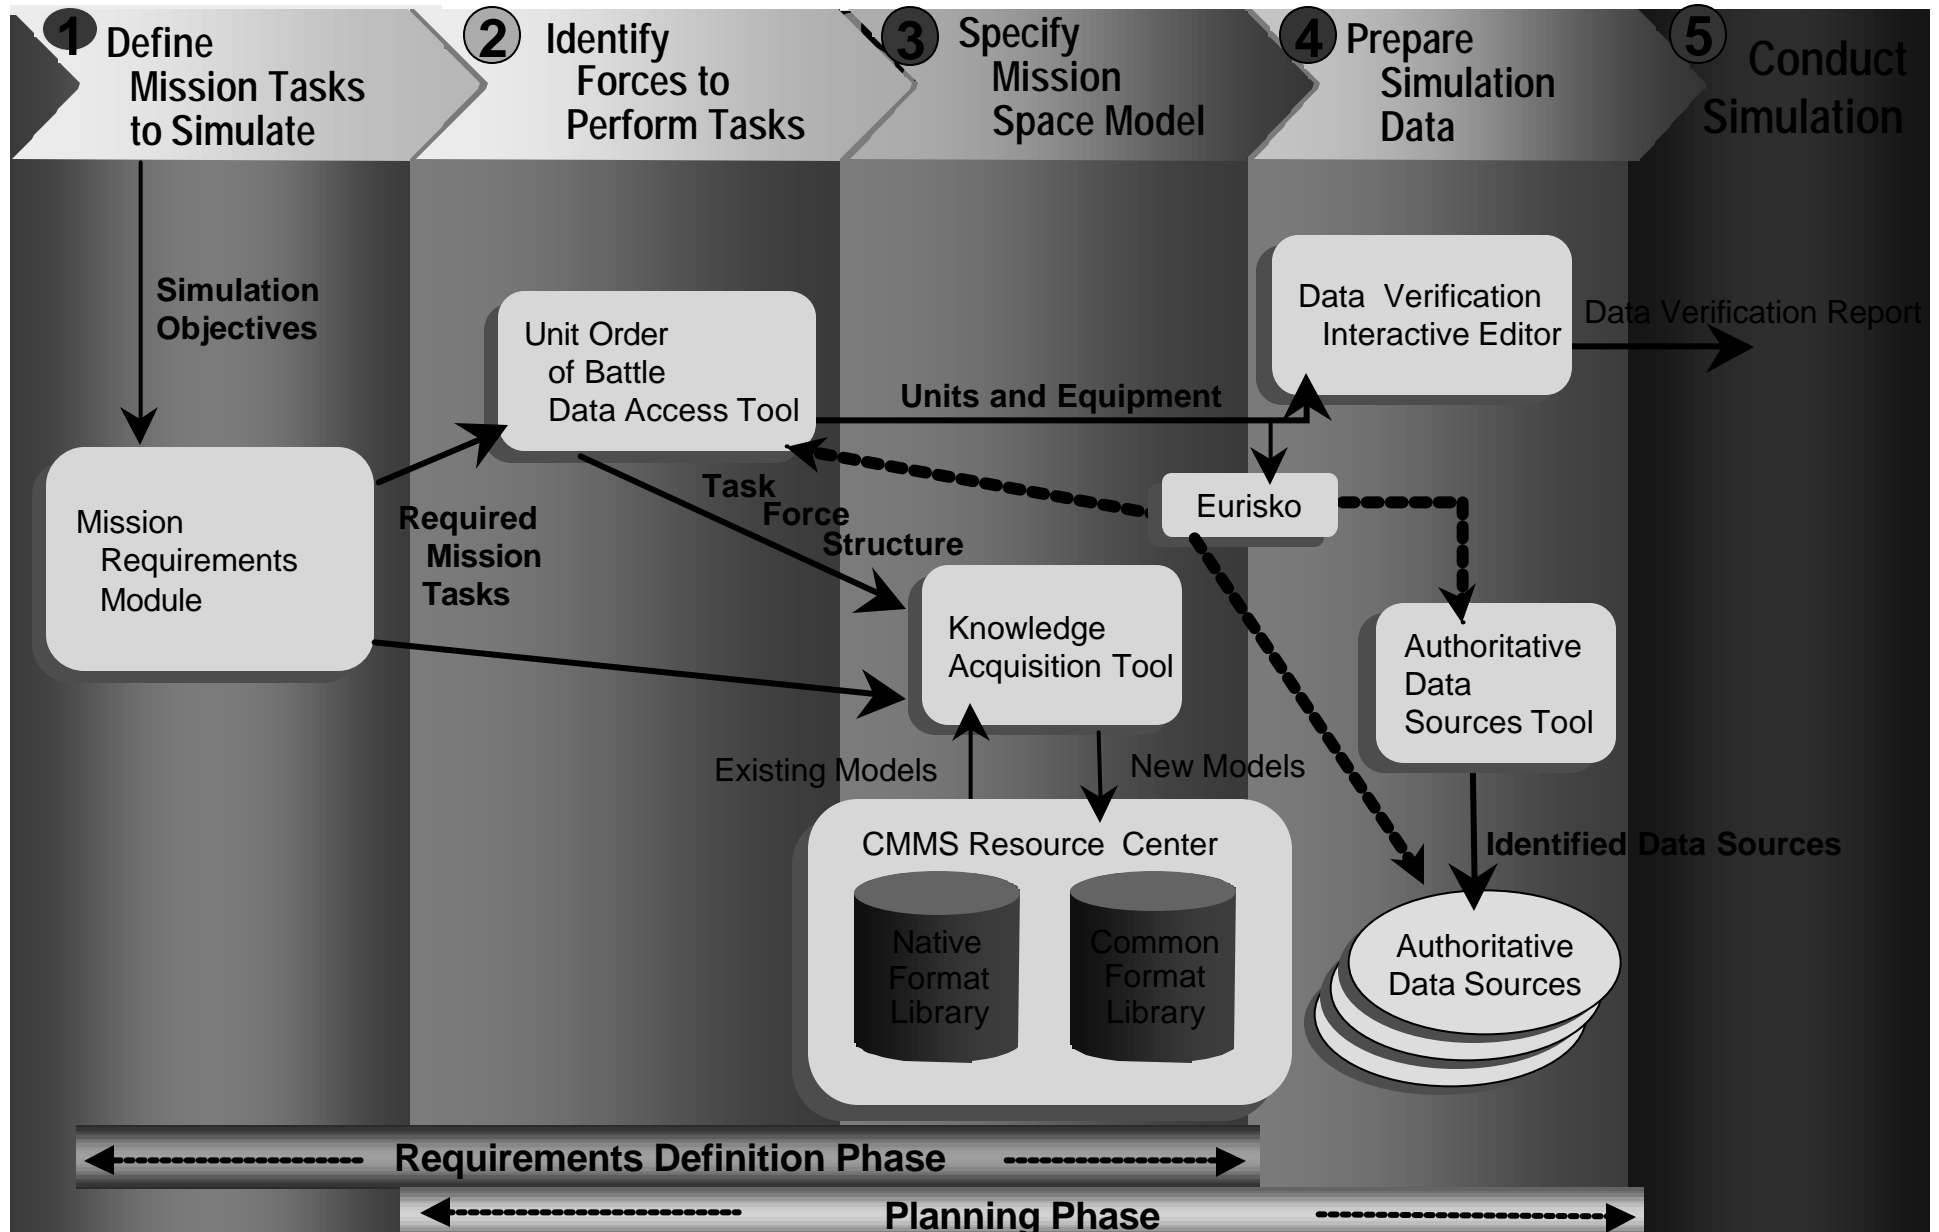 1 Define
Mission Tasks
to Simulate
2 Identify
Forces to
Perform Tasks
3 Specify
Mission
Space Model
4 Prepare
Simulation
Data
5 Conduct
Simulation
Simulation
Objectives
Mission
Requirements
Module
Required
Mission
Tasks
Unit Order
of Battle
Data Access Tool
Units and Equipment
Task
Force
Structure
Data Verification
Interactive Editor
Data Verification Report
Eurisko
Knowledge
Acquisition Tool
Authoritative
Data
Sources Tool
Existing Models
New Models
CMMS Resource Center
Native
Format
Library
Common
Format
Library
Identified Data Sources
Authoritative
Data Sources
Requirements Definition Phase
Planning Phase